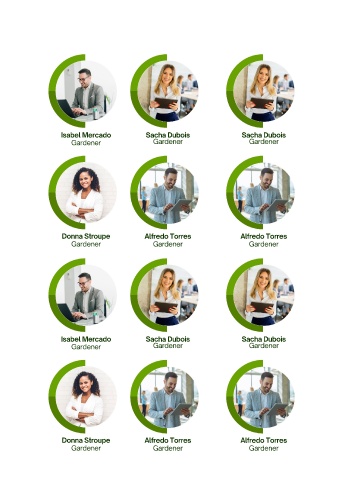 Isabel Mercado
Gardener
Sacha Dubois
Gardener
Sacha Dubois
Gardener
Donna Stroupe
Gardener
Alfredo Torres
Gardener
Alfredo Torres
Gardener
Isabel Mercado
Gardener
Sacha Dubois
Gardener
Sacha Dubois
Gardener
Donna Stroupe
Gardener
Alfredo Torres
Gardener
Alfredo Torres
Gardener